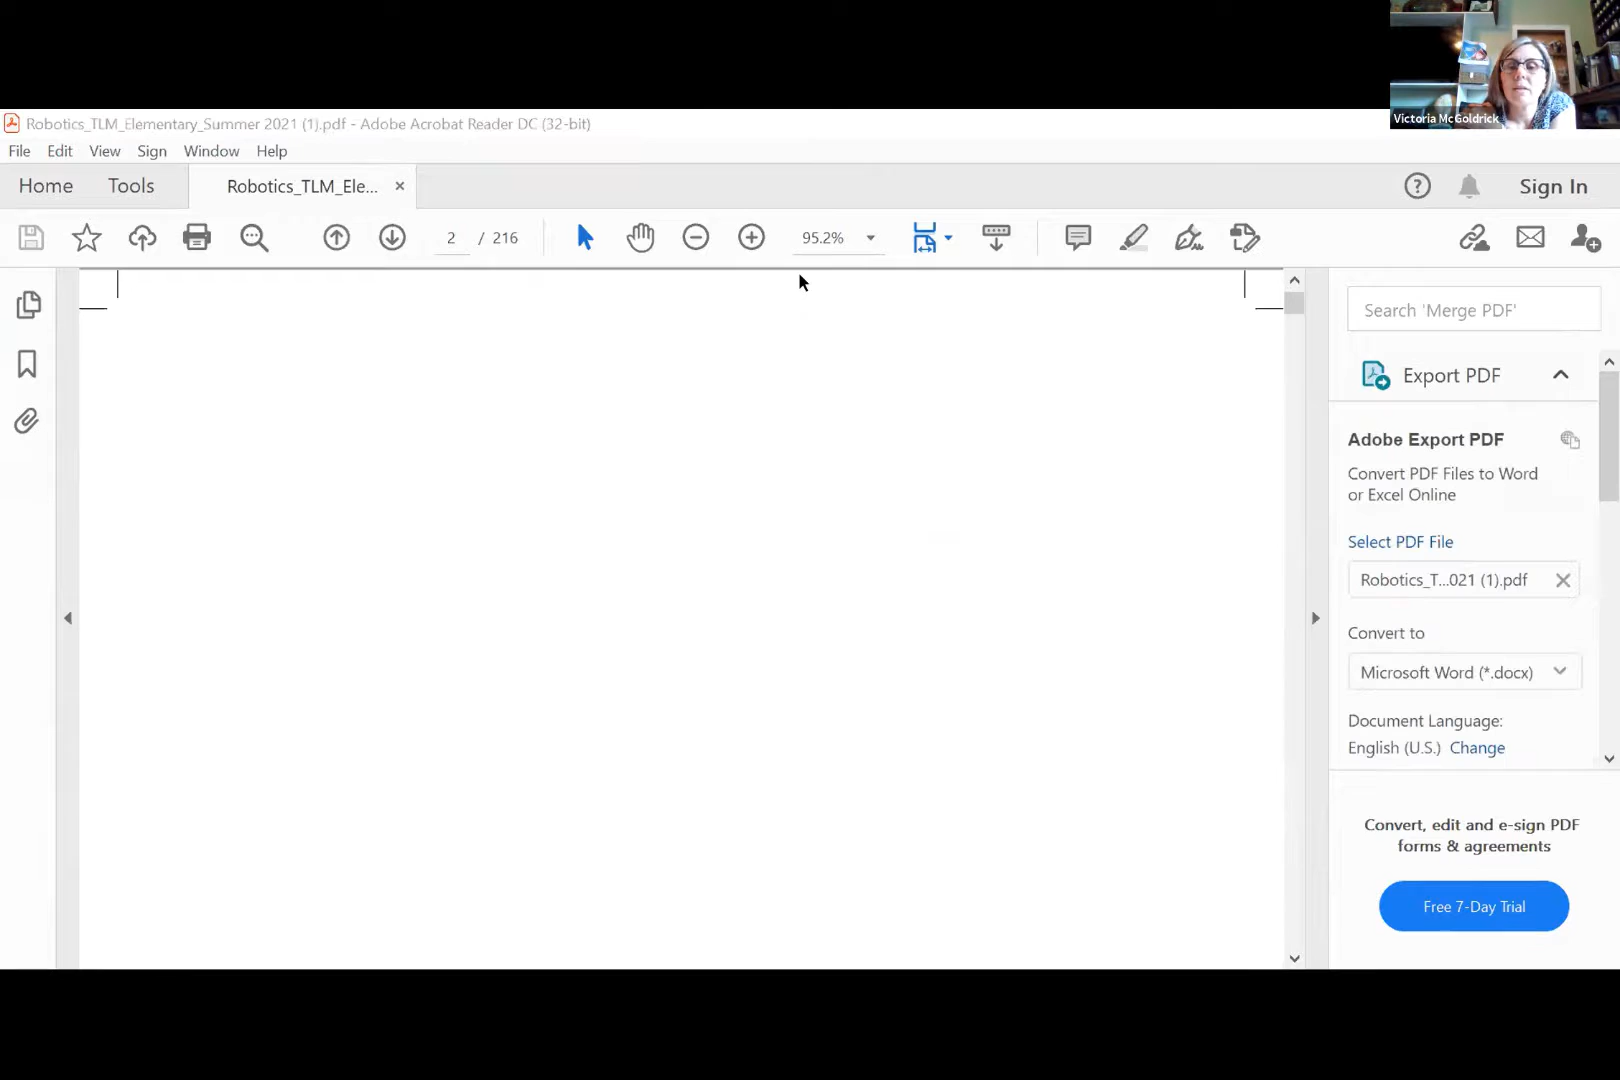 Victoria McGoldrick
Robotics_TLM_Elementary_Summer 2021 (1).pdf - Adobe Acrobat Reader DC (32-bit)
File Edit View Sign Window Help
Home Tools Robotics_TLM_Ele... × Sign In
2 / 216 95.2%
Search 'Merge PDF'
Export PDF
Adobe Export PDF
Convert PDF Files to Word
or Excel Online
Select PDF File
Robotics_T...021 (1).pdf
Convert to
Microsoft Word (*.docx)
Document Language:
English (U.S.) Change
Convert, edit and e-sign PDF
forms & agreements
Free 7-Day Trial